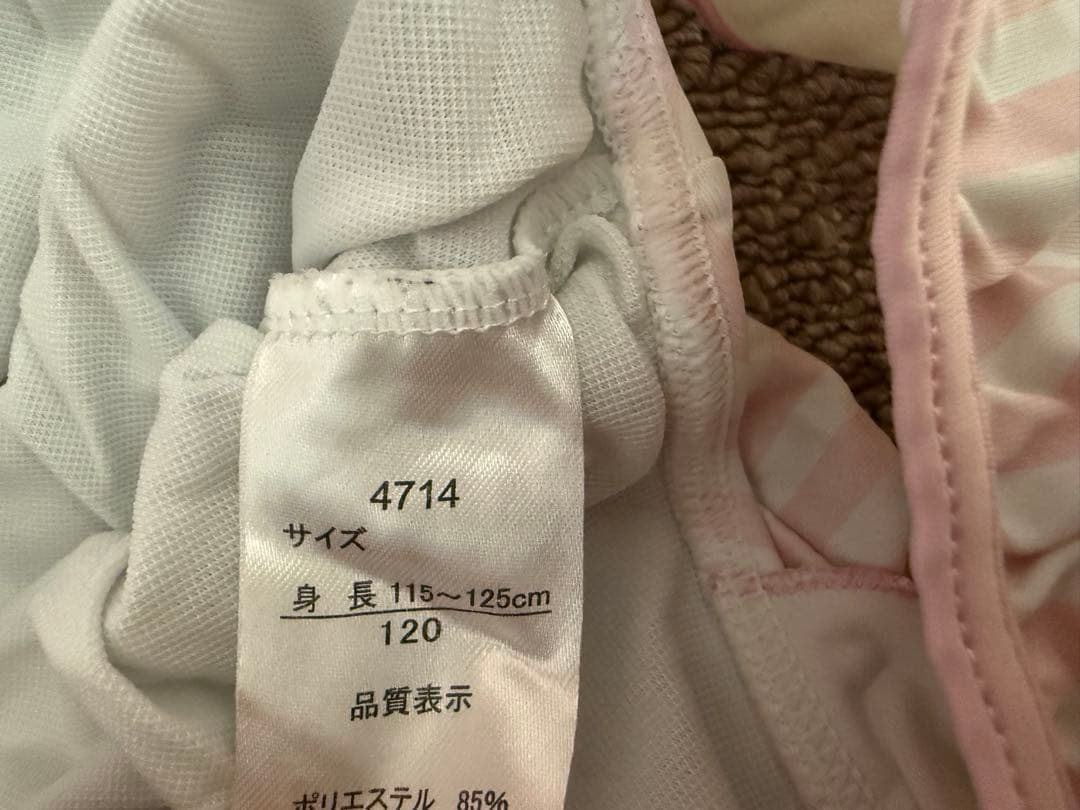 4714
サイズ
身 長 115〜125cm
120
品質表示
ポリエステル 85%